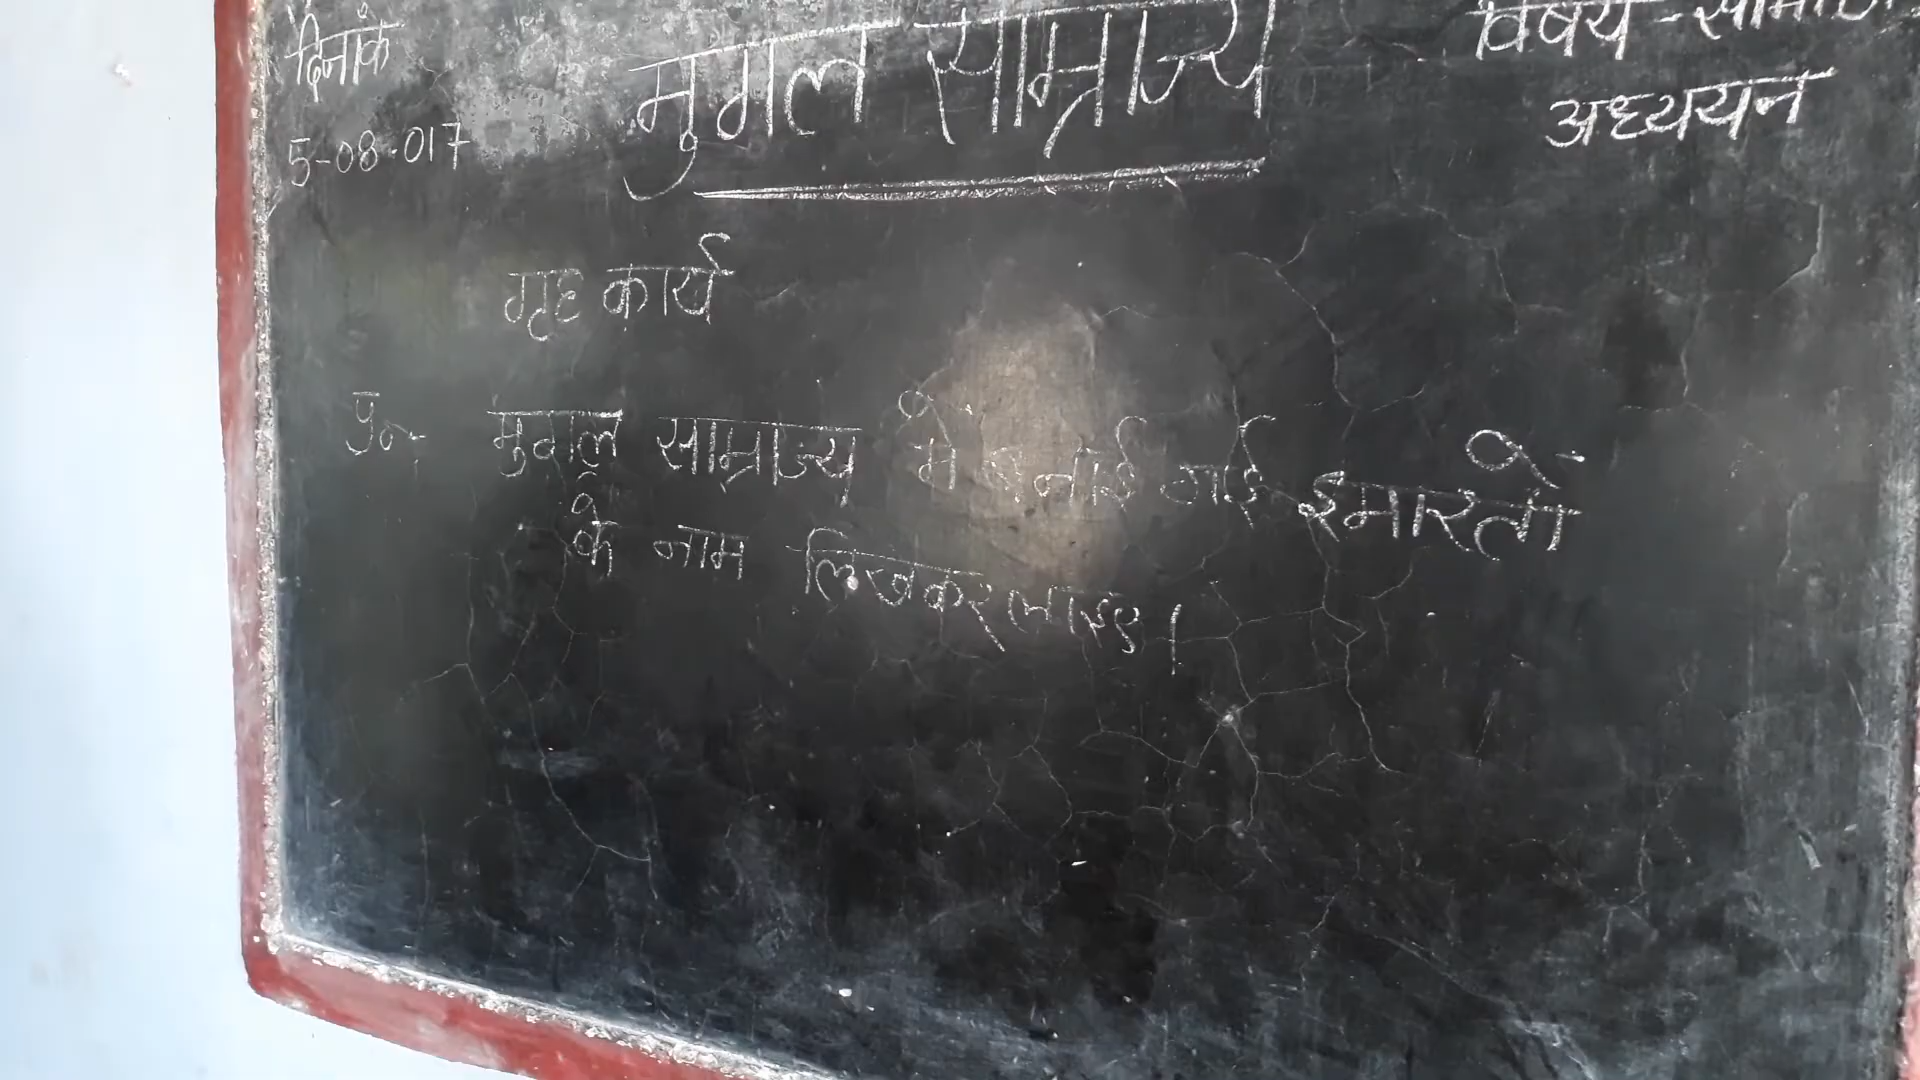 दिनांक
5-08-017
मुगल साम्राज्य
विषय - सामाजि
अध्ययन
गृह कार्य
प्र०- मुगल साम्राज्य में बनाई गई इमारतों
के नाम लिखकर लाइए।